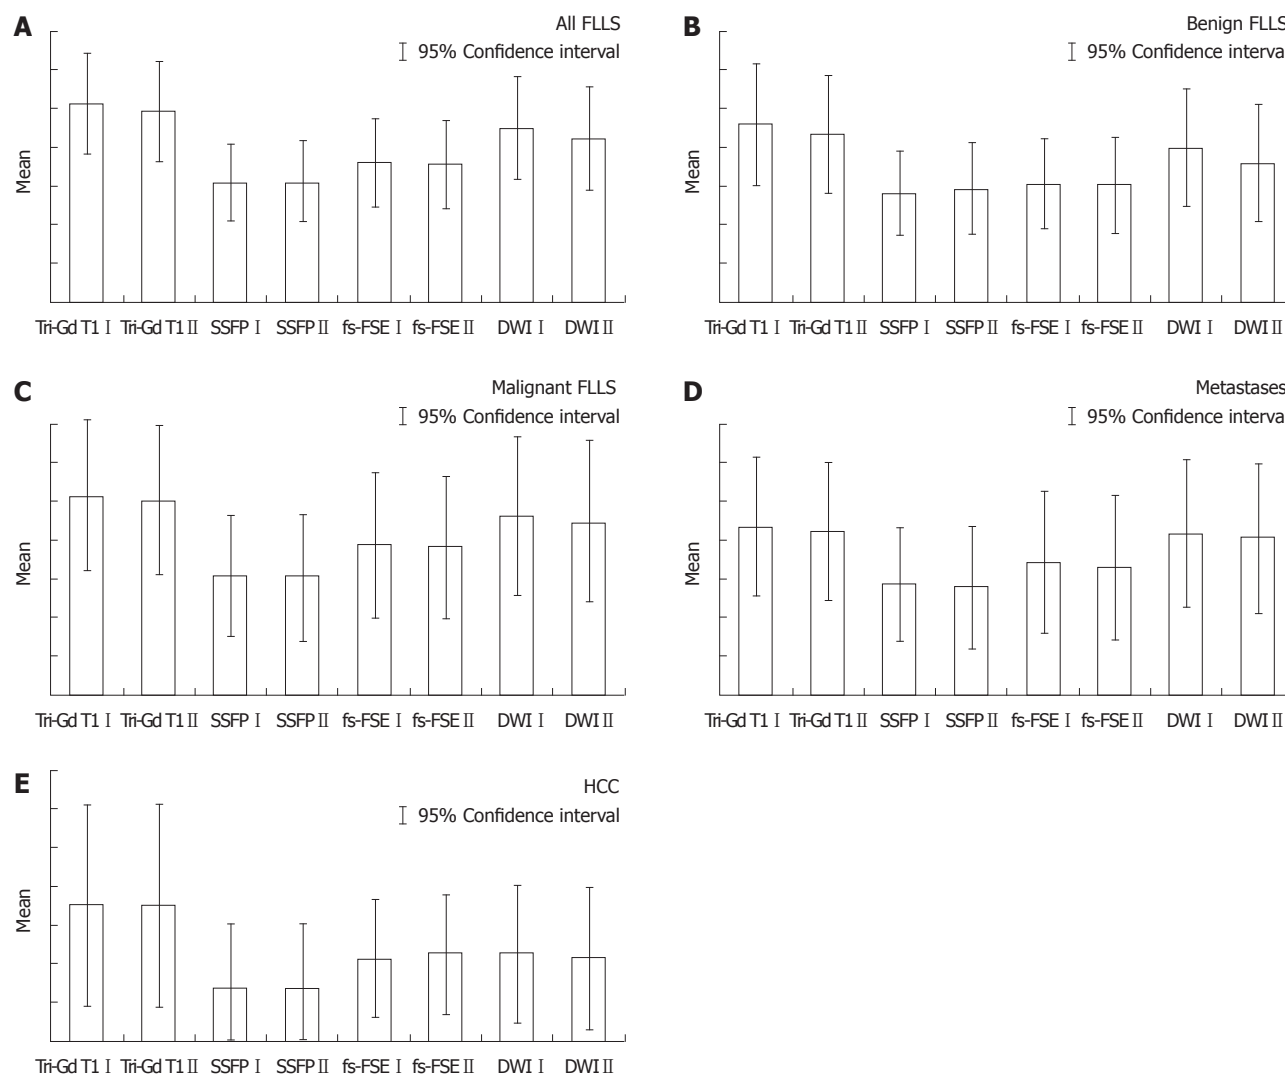 A
All FLLS
95% Confidence interval
Mean
Tri-Gd T1 Ⅰ Tri-Gd T1 Ⅱ SSFP Ⅰ SSFP Ⅱ fs-FSE Ⅰ fs-FSE Ⅱ DWI Ⅰ DWI Ⅱ
B
Benign FLLS
95% Confidence interval
Mean
Tri-Gd T1 Ⅰ Tri-Gd T1 Ⅱ SSFP Ⅰ SSFP Ⅱ fs-FSE Ⅰ fs-FSE Ⅱ DWI Ⅰ DWI Ⅱ
C
Malignant FLLS
95% Confidence interval
Mean
Tri-Gd T1 Ⅰ Tri-Gd T1 Ⅱ SSFP Ⅰ SSFP Ⅱ fs-FSE Ⅰ fs-FSE Ⅱ DWI Ⅰ DWI Ⅱ
D
Metastases
95% Confidence interval
Mean
Tri-Gd T1 Ⅰ Tri-Gd T1 Ⅱ SSFP Ⅰ SSFP Ⅱ fs-FSE Ⅰ fs-FSE Ⅱ DWI Ⅰ DWI Ⅱ
E
HCC
95% Confidence interval
Mean
Tri-Gd T1 Ⅰ Tri-Gd T1 Ⅱ SSFP Ⅰ SSFP Ⅱ fs-FSE Ⅰ fs-FSE Ⅱ DWI Ⅰ DWI Ⅱ